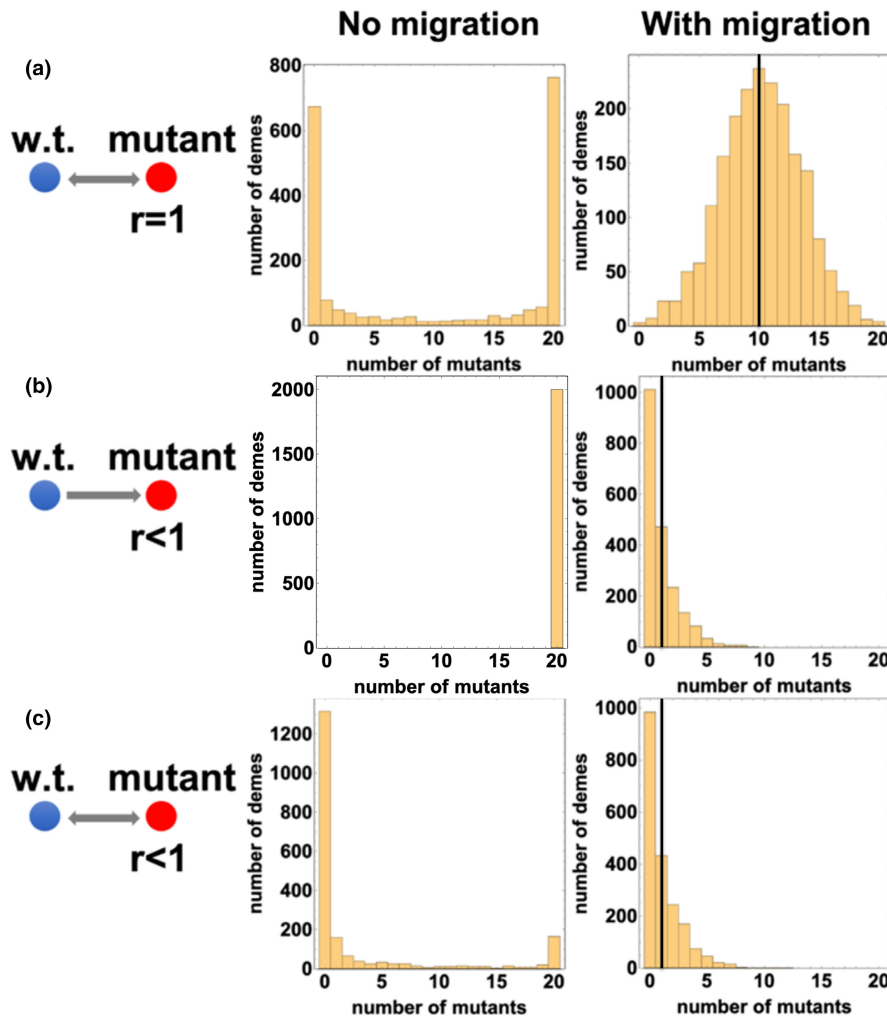 No migration With migration
(a)
w.t. mutant
r=1
number of demes
800
600
400
200
0
0 5 10 15 20
number of mutants
number of demes
200
150
100
50
0
0 5 10 15 20
number of mutants
(b)
w.t. mutant
r<1
number of demes
2000
1500
1000
500
0
0 5 10 15 20
number of mutants
number of demes
1000
800
600
400
200
0
0 5 10 15 20
number of mutants
(c)
w.t. mutant
r<1
number of demes
1200
1000
800
600
400
200
0
0 5 10 15 20
number of mutants
number of demes
1000
800
600
400
200
0
0 5 10 15 20
number of mutants